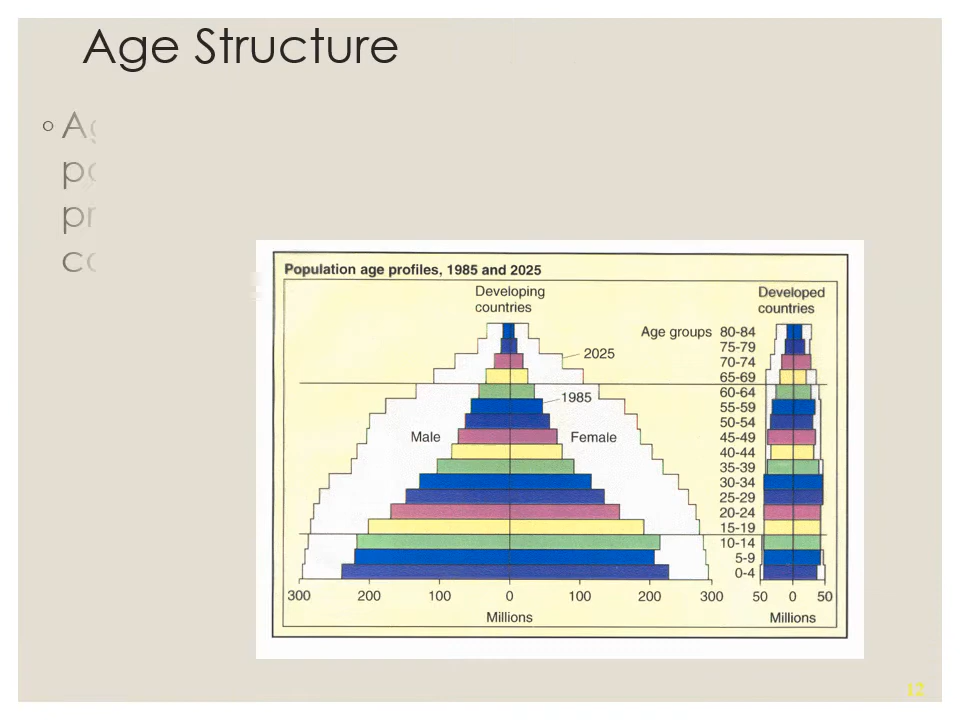 Age Structure
Population age profiles, 1985 and 2025
Developing
countries
Developed
countries
Age groups 80-84
75-79
2025
70-74
65-69
60-64
1985
55-59
50-54
Male
Female
45-49
40-44
35-39
30-34
25-29
20-24
15-19
10-14
5-9
0-4
300 200 100 0 100 200 300 50 0 50
Millions
Millions
12